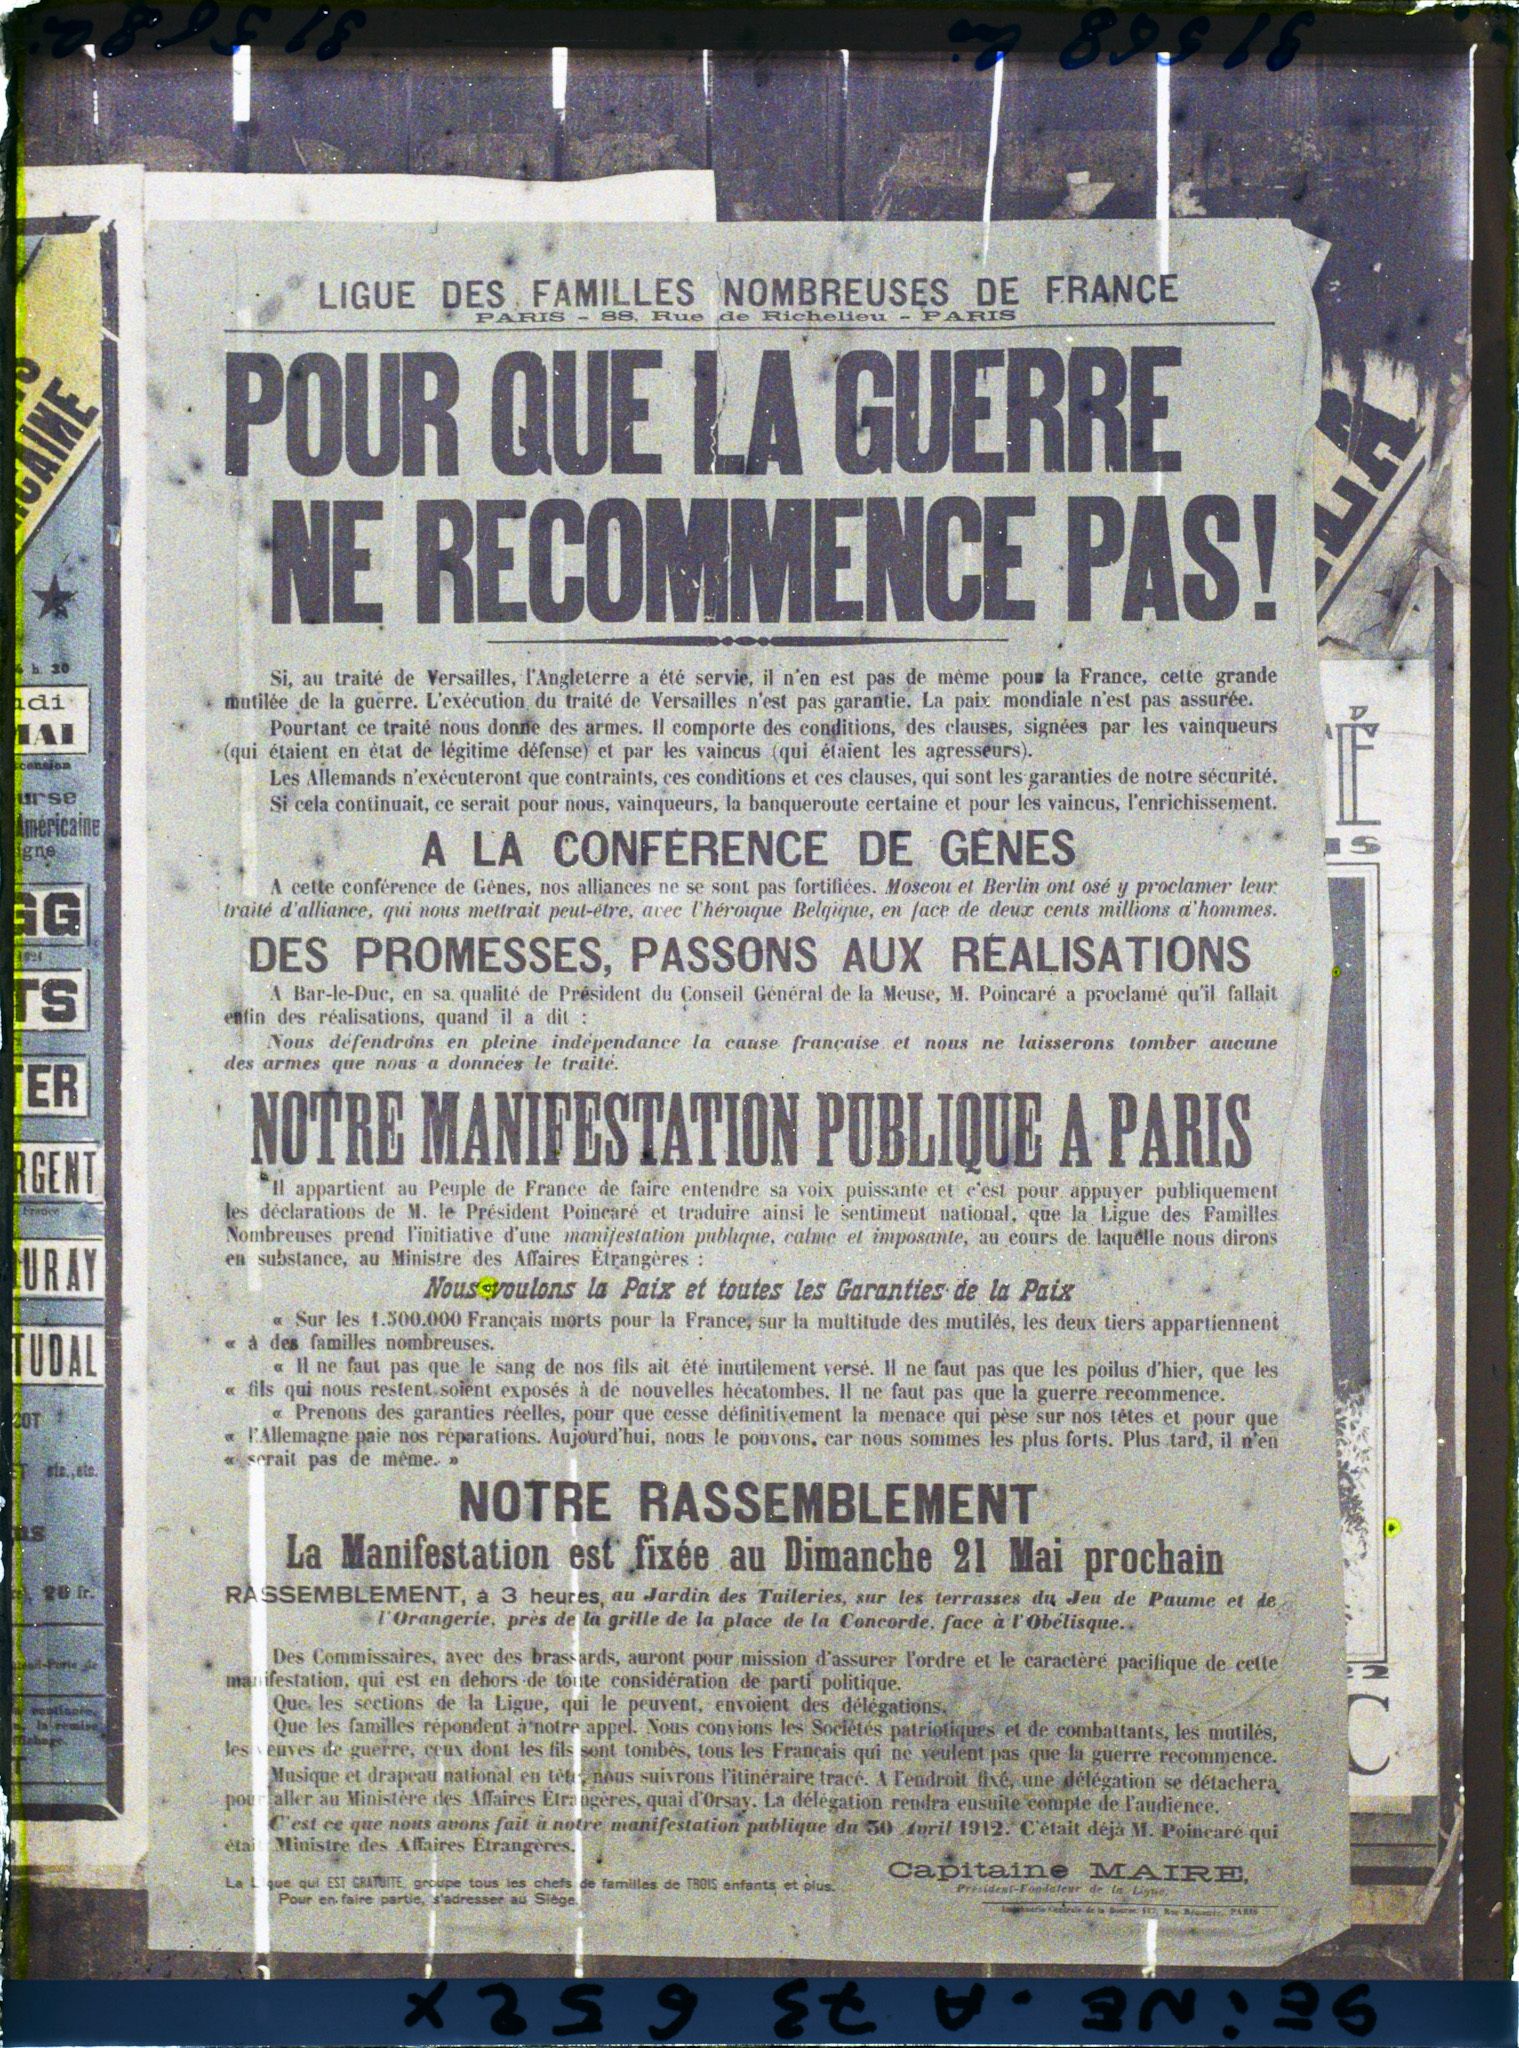 LIGUE DES FAMILLES NOMBREUSES DE FRANCE
PARIS - 88, Rue de Richelieu - PARIS
POUR QUE LA GUERRE
NE RECOMMENCE PAS!
Si, au traité de Versailles, l'Angleterre a été servie, il n'en est pas de même pour la France, cette grande
mutilée de la guerre. L'exécution du traité de Versailles n'est pas garantie. La paix mondiale n'est pas assurée.
Pourtant ce traité nous donne des armes. Il comporte des conditions, des clauses, signées par les vainqueurs
(qui étaient en état de légitime défense) et par les vaincus (qui étaient les agresseurs).
Les Allemands n'exécuteront que contraints, ces conditions et ces clauses, qui sont les garanties de notre sécurité.
Si cela continuait, ce serait pour nous, vainqueurs, la banqueroute certaine et pour les vaincus, l'enrichissement.
A LA CONFÉRENCE DE GÊNES
A cette conférence de Gênes, nos alliances ne se sont pas fortifiées. Moscou et Berlin ont osé y proclamer leur
traité d'alliance, qui nous mettrait peut-être, avec l'héroïque Belgique, en face de deux cents millions d'hommes.
DES PROMESSES, PASSONS AUX RÉALISATIONS
A Bar-le-Duc, en sa qualité de Président du Conseil Général de la Meuse, M. Poincaré a proclamé qu'il fallait
enfin des réalisations, quand il a dit :
Nous défendrons en pleine indépendance la cause française et nous ne laisserons tomber aucune
des armes que nous a données le traité.
NOTRE MANIFESTATION PUBLIQUE A PARIS
Il appartient au Peuple de France de faire entendre sa voix puissante et c'est pour appuyer publiquement
les déclarations de M. le Président Poincaré et traduire ainsi le sentiment national, que la Ligue des Familles
Nombreuses prend l'initiative d'une manifestation publique, calme et imposante, au cours de laquelle nous dirons
en substance, au Ministre des Affaires Étrangères :
Nous voulons la Paix et toutes les Garanties de la Paix
« Sur les 1.500.000 Français morts pour la France, sur la multitude des mutilés, les deux tiers appartiennent
« à des familles nombreuses.
« Il ne faut pas que le sang de nos fils ait été inutilement versé. Il ne faut pas que les poilus d'hier, que les
« fils qui nous restent soient exposés à de nouvelles hécatombes. Il ne faut pas que la guerre recommence.
« Prenons des garanties réelles, pour que cesse définitivement la menace qui pèse sur nos têtes et pour que
« l'Allemagne paie nos réparations. Aujourd'hui, nous le pouvons, car nous sommes les plus forts. Plus tard, il n'en
« serait pas de même. »
NOTRE RASSEMBLEMENT
La Manifestation est fixée au Dimanche 21 Mai prochain
RASSEMBLEMENT, à 3 heures, au Jardin des Tuileries, sur les terrasses du Jeu de Paume et de
l'Orangerie, près de la grille de la place de la Concorde, face à l'Obélisque.
Des Commissaires, avec des brassards, auront pour mission d'assurer l'ordre et le caractère pacifique de cette
manifestation, qui est en dehors de toute considération de parti politique.
Que les sections de la Ligue, qui le peuvent, envoient des délégations.
Que les familles répondent à notre appel. Nous convions les Sociétés patriotiques et de combattants, les mutilés,
les veuves de guerre, ceux dont les fils sont tombés, tous les Français qui ne veulent pas que la guerre recommence.
Musique et drapeau national en tête, nous suivrons l'itinéraire tracé. A l'endroit fixé, une délégation se détachera
pour aller au Ministère des Affaires Étrangères, quai d'Orsay. La délégation rendra ensuite compte de l'audience.
C'est ce que nous avons fait à notre manifestation publique du 30 Avril 1912. C'était déjà M. Poincaré qui
était Ministre des Affaires Étrangères.
Capitaine MAIRE,
Président-Fondateur de la Ligue.
La Ligue qui EST GRATUITE, groupe tous les chefs de familles de TROIS enfants et plus.
Pour en faire partie, s'adresser au Siège.
CAINE
h. 30
udi
MAI
urse
Américaine
gne
GG
TS
TER
RGENT
URAY
TUDAL
COT
etc., etc.
20 fr.
LA
C